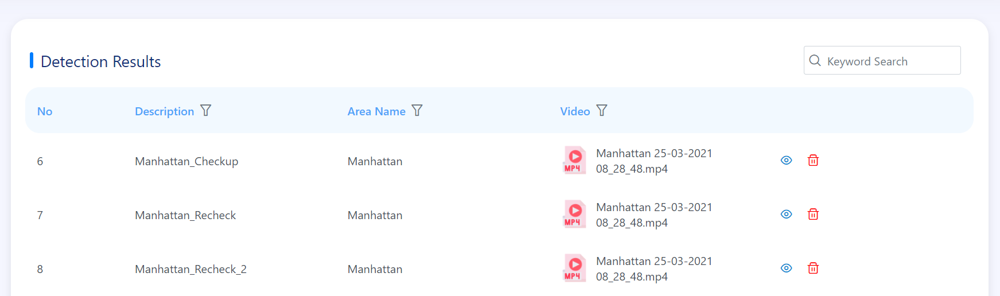 Detection Results
Keyword Search
No Description Area Name Video
6 Manhattan_Checkup Manhattan MP4 Manhattan 25-03-2021
08_28_48.mp4
7 Manhattan_Recheck Manhattan MP4 Manhattan 25-03-2021
08_28_48.mp4
8 Manhattan_Recheck_2 Manhattan MP4 Manhattan 25-03-2021
08_28_48.mp4